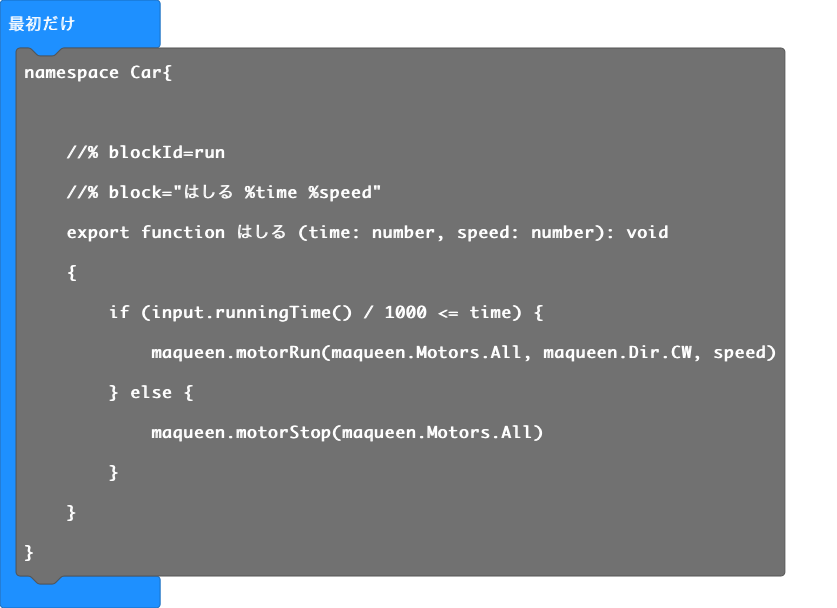 最初だけ
namespace Car{
//% blockId=run
//% block="はしる %time %speed"
export function はしる (time: number, speed: number): void
{
if (input.runningTime() / 1000 <= time) {
maqueen.motorRun(maqueen.Motors.All, maqueen.Dir.CW, speed)
} else {
maqueen.motorStop(maqueen.Motors.All)
}
}
}